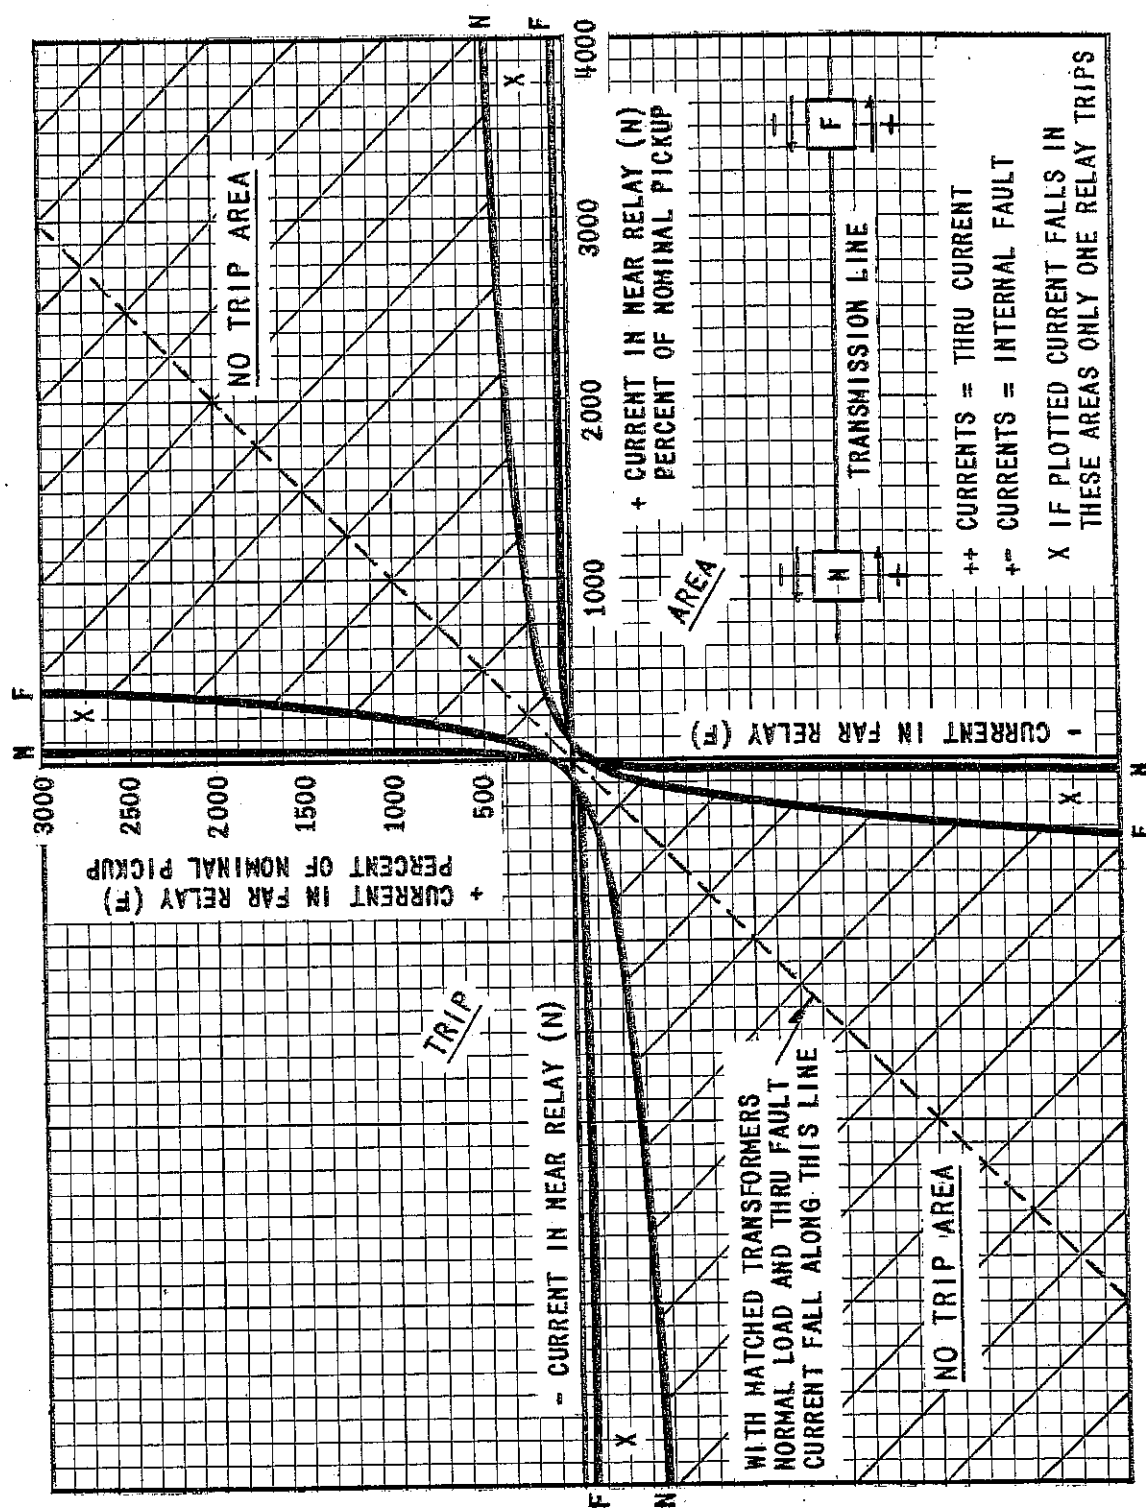 N
F
3000
2500
2000
1500
1000
500
+ CURRENT IN FAR RELAY (F)
PERCENT OF NOMINAL PICKUP
X
NO TRIP AREA
N
X
F
1000
2000
3000
4000
+ CURRENT IN NEAR RELAY (N)
PERCENT OF NOMINAL PICKUP
TRIP
AREA
- CURRENT IN NEAR RELAY (N)
F
X
N
WITH MATCHED TRANSFORMERS
NORMAL LOAD AND THRU FAULT
CURRENT FALL ALONG THIS LINE
NO TRIP AREA
- CURRENT IN FAR RELAY (F)
X
F
N
- -
N F
+ +
TRANSMISSION LINE
++ CURRENTS = THRU CURRENT
+- CURRENTS = INTERNAL FAULT
X IF PLOTTED CURRENT FALLS IN
THESE AREAS ONLY ONE RELAY TRIPS